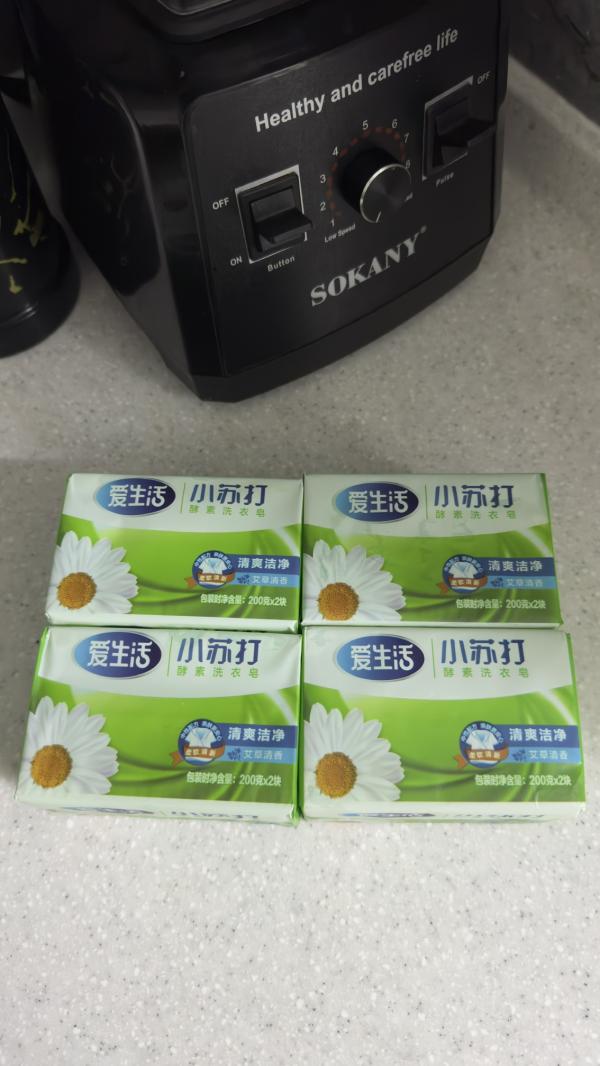 Healthy and carefree life
OFF
ON
Button
1
2
3
4
5
6
7
8
Low Speed
OFF
Pulse
SOKANY®
爱生活
小苏打
酵素洗衣皂
清爽洁净
艾草清香
柔软清新
包装时净含量：200克x2块
爱生活
小苏打
酵素洗衣皂
清爽洁净
艾草清香
包装时净含量：200克x2块
爱生活
小苏打
酵素洗衣皂
清爽洁净
艾草清香
包装时净含量：200克x2块
爱生活
小苏打
酵素洗衣皂
清爽洁净
艾草清香
包装时净含量：200克x2块